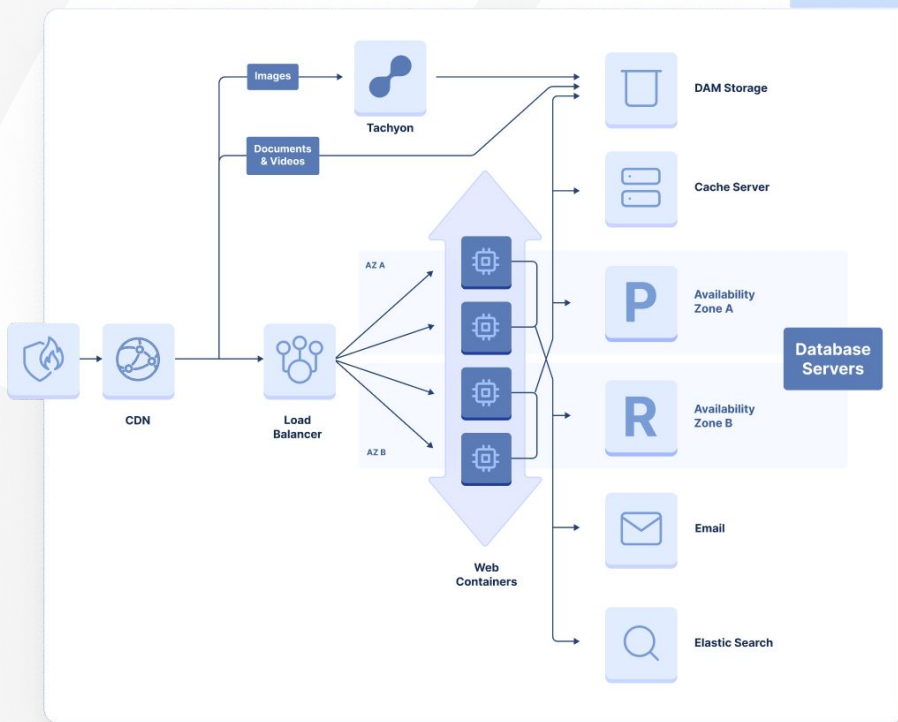 Images
Tachyon
Documents
& Videos
DAM Storage
Cache Server
AZ A
P
Availability
Zone A
Database
Servers
CDN
Load
Balancer
R
Availability
Zone B
AZ B
Email
Web
Containers
Elastic Search